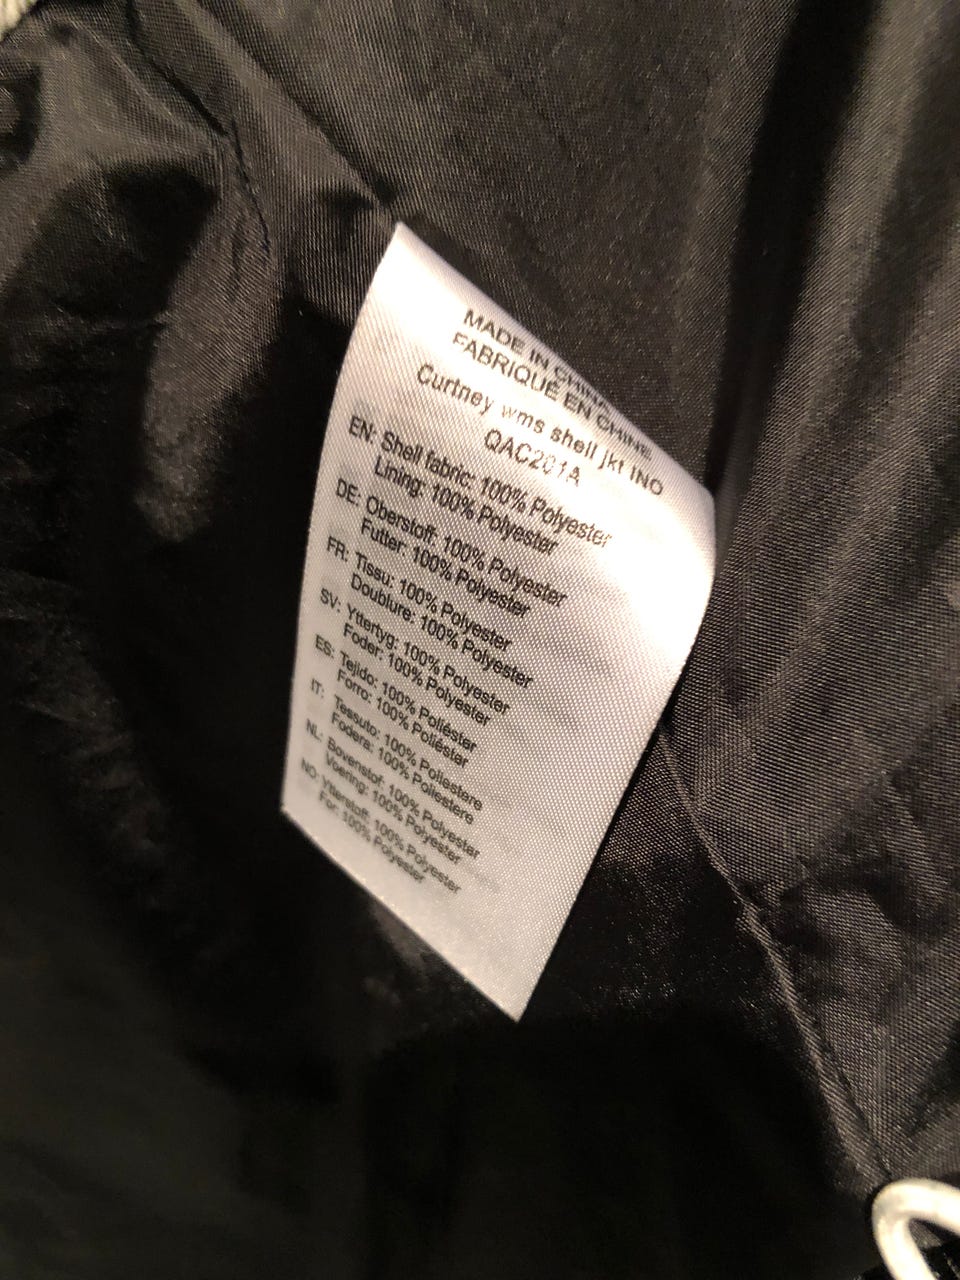 MADE IN CHINA
FABRIQUÉ EN CHINE
Curtney wms shell jkt INO
QAC201A
EN: Shell fabric: 100% Polyester
Lining: 100% Polyester
DE: Oberstoff: 100% Polyester
Futter: 100% Polyester
FR: Tissu: 100% Polyester
Doublure: 100% Polyester
SV: Yttertyg: 100% Polyester
Foder: 100% Polyester
ES: Tejido: 100% Poliéster
Forro: 100% Poliéster
IT: Tessuto: 100% Poliestere
Fodera: 100% Poliestere
NL: Bovenstof: 100% Polyester
Voering: 100% Polyester
NO: Ytterstoff: 100% Polyester
For: 100% Polyester